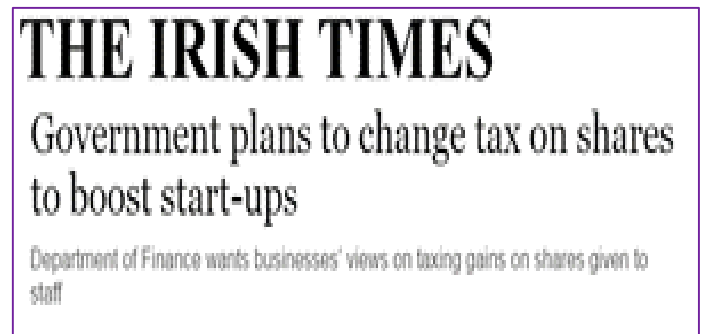 THE IRISH TIMES
Government plans to change tax on shares
to boost start-ups
Department of Finance wants businesses' views on taxing gains on shares given to
staff